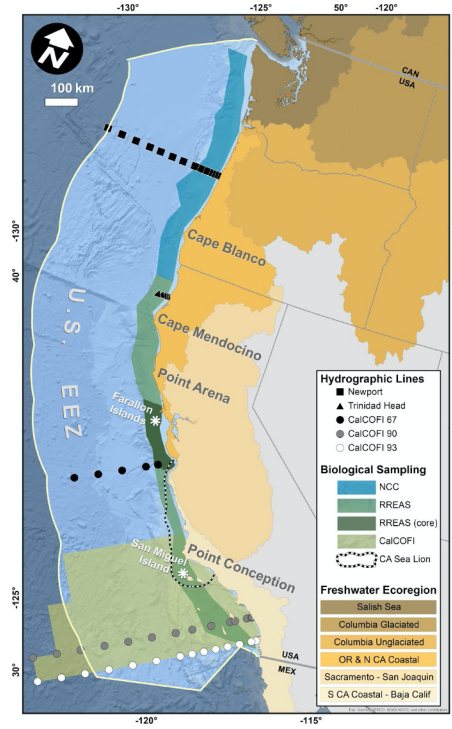 -130°
-125°
50°
-120°
N
100 km
CAN
USA
-130°
40°
Cape Blanco
U.S. EEZ
Cape Mendocino
Point Arena
Farallon
Islands
San Miguel
Island
Point Conception
-125°
30°
USA
MEX
-120°
-115°
Hydrographic Lines
Newport
Trinidad Head
CalCOFI 67
CalCOFI 90
CalCOFI 93
Biological Sampling
NCC
RREAS
RREAS (core)
CalCOFI
CA Sea Lion
Freshwater Ecoregion
Salish Sea
Columbia Glaciated
Columbia Unglaciated
OR & N CA Coastal
Sacramento - San Joaquin
S CA Coastal - Baja Calif